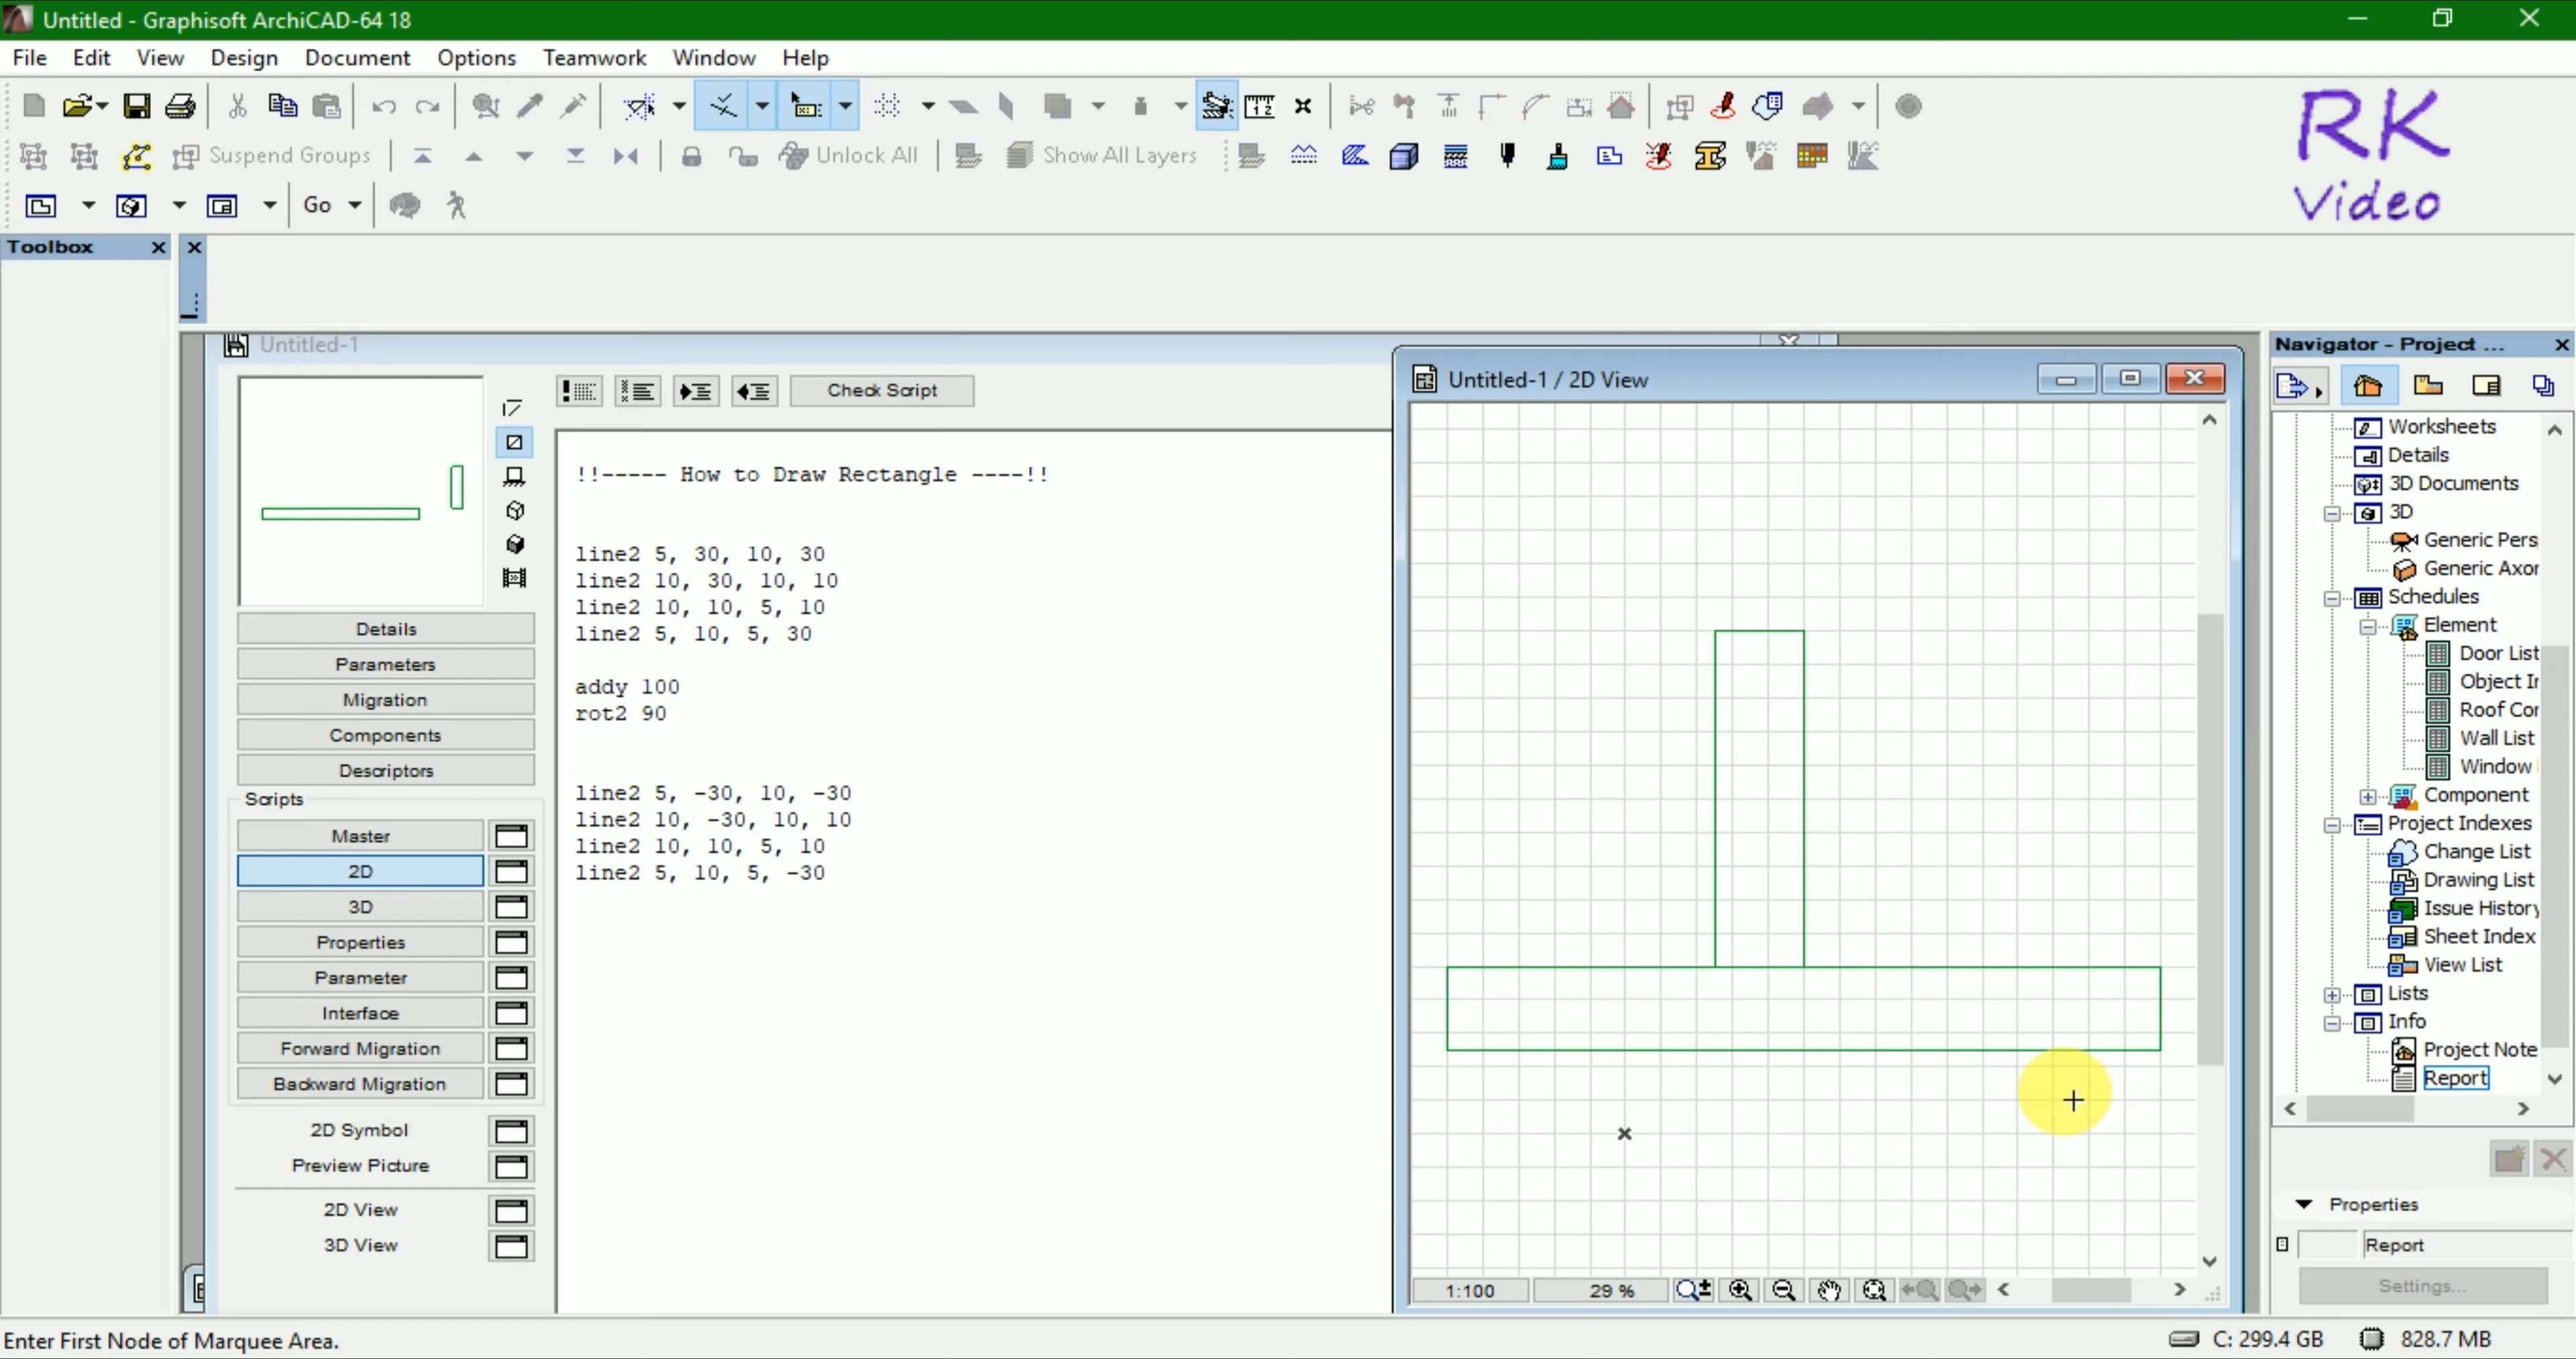 Untitled - Graphisoft ArchiCAD-64 18
File Edit View Design Document Options Teamwork Window Help
RK
Video
Suspend Groups
Unlock All
Show All Layers
Go
Toolbox
Untitled-1
Check Script
!!----- How to Draw Rectangle ----!!
line2 5, 30, 10, 30
line2 10, 30, 10, 10
line2 10, 10, 5, 10
line2 5, 10, 5, 30
addy 100
rot2 90
line2 5, -30, 10, -30
line2 10, -30, 10, 10
line2 10, 10, 5, 10
line2 5, 10, 5, -30
Details
Parameters
Migration
Components
Descriptors
Scripts
Master
2D
3D
Properties
Parameter
Interface
Forward Migration
Backward Migration
2D Symbol
Preview Picture
2D View
3D View
Untitled-1 / 2D View
1:100
29 %
Navigator - Project ...
Worksheets
Details
3D Documents
3D
Generic Pers
Generic Axor
Schedules
Element
Door List
Object Ir
Roof Cor
Wall List
Window
Component
Project Indexes
Change List
Drawing List
Issue History
Sheet Index
View List
Lists
Info
Project Note
Report
Properties
Report
Settings...
Enter First Node of Marquee Area.
C: 299.4 GB
828.7 MB